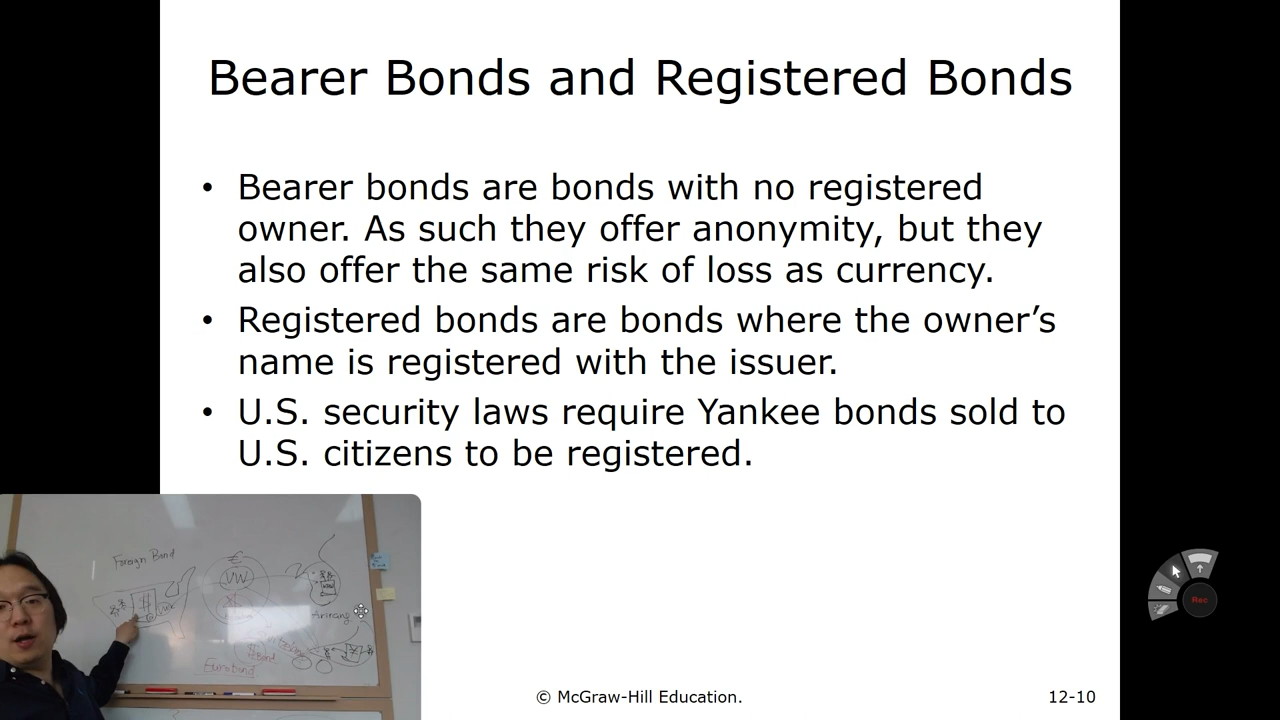 Bearer Bonds and Registered Bonds
• Bearer bonds are bonds with no registered
owner. As such they offer anonymity, but they
also offer the same risk of loss as currency.
• Registered bonds are bonds where the owner’s
name is registered with the issuer.
• U.S. security laws require Yankee bonds sold to
U.S. citizens to be registered.
Foreign Bond
€
VW
Arirang
Bond
Eurobond
Rec
© McGraw-Hill Education.
12-10